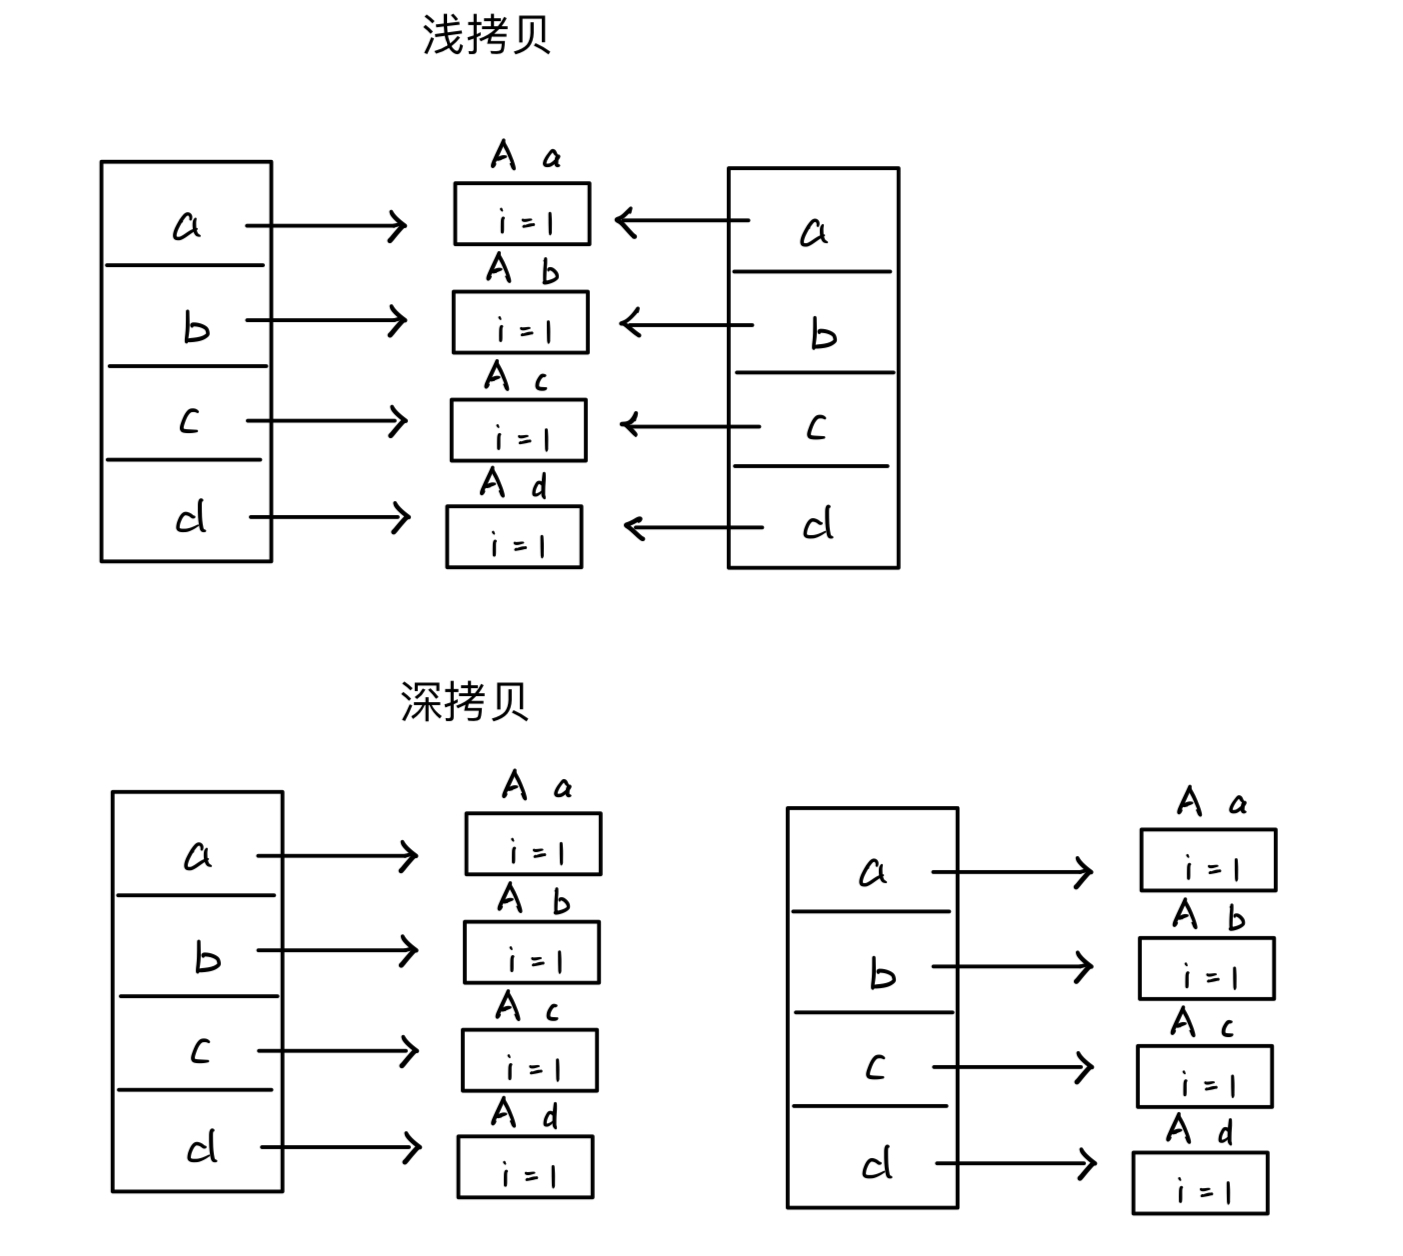 浅拷贝
A a
a i = 1 a
A b
b i = 1 b
A c
c i = 1 c
A d
d i = 1 d
深拷贝
A a A a
a i = 1 a i = 1
A b A b
b i = 1 b i = 1
A c A c
c i = 1 c i = 1
A d A d
d i = 1 d i = 1